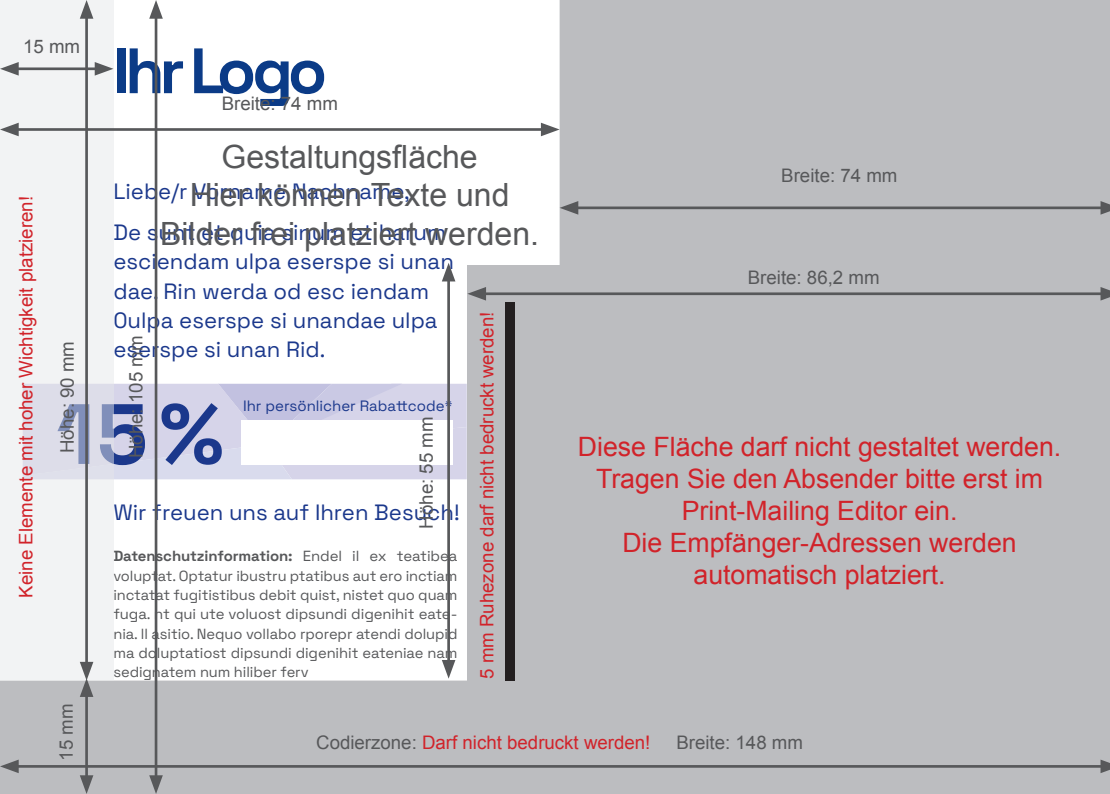 15 mm
Ihr Logo
Breite: 74 mm
Gestaltungsfläche
Hier können Texte und
Bilder frei platziert werden.
Liebe/r Vorname Nachname,
De sunt et quia sinum et harum
esciendam ulpa eserspe si unan
dae. Rin werda od esc iendam
Oulpa eserspe si unandae ulpa
eserspe si unan Rid.
Keine Elemente mit hoher Wichtigkeit platzieren!
Höhe: 90 mm
Höhe: 105 mm
15%
Ihr persönlicher Rabattcode*
Höhe: 55 mm
Wir freuen uns auf Ihren Besuch!
Datenschutzinformation: Endel il ex teatibea
voluptat. Optatur ibustru ptatibus aut ero inctiam
inctatat fugitistibus debit quist, nistet quo quam
fuga. nt qui ute voluost dipsundi digenihit eate-
nia. Il asitio. Nequo vollabo rporepr atendi dolupid
ma doluptatiost dipsundi digenihit eateniae nam
sedignatem num hiliber ferv
5 mm Ruhezone darf nicht bedruckt werden!
Breite: 74 mm
Breite: 86,2 mm
Diese Fläche darf nicht gestaltet werden.
Tragen Sie den Absender bitte erst im
Print-Mailing Editor ein.
Die Empfänger-Adressen werden
automatisch platziert.
15 mm
Codierzone: Darf nicht bedruckt werden! Breite: 148 mm